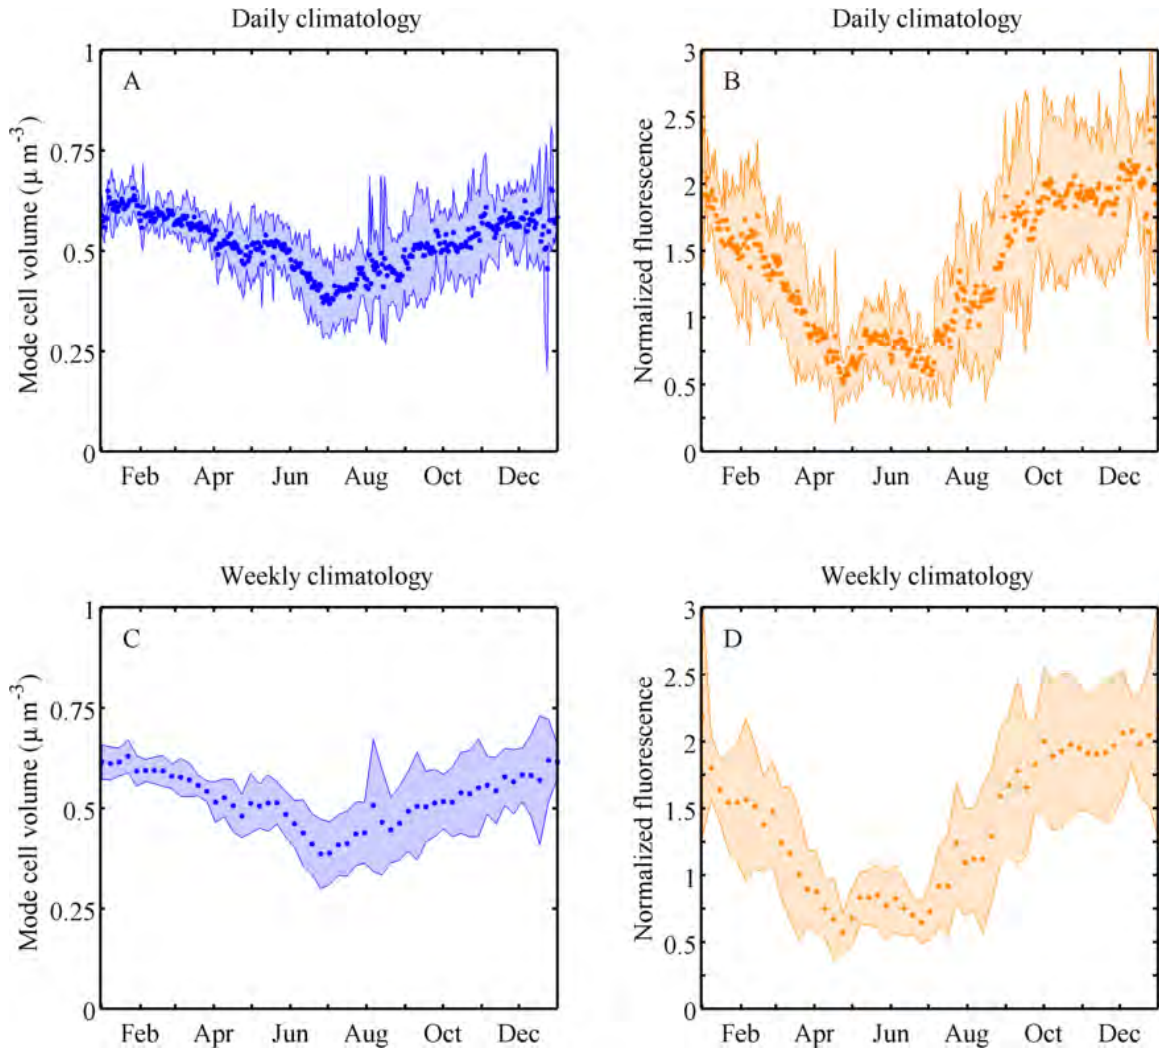 Daily climatology
A
Mode cell volume (μ m⁻³)
1
0.75
0.5
0.25
0
Feb Apr Jun Aug Oct Dec
Daily climatology
B
Normalized fluorescence
3
2.5
2
1.5
1
0.5
0
Feb Apr Jun Aug Oct Dec
Weekly climatology
C
Mode cell volume (μ m⁻³)
1
0.75
0.5
0.25
0
Feb Apr Jun Aug Oct Dec
Weekly climatology
D
Normalized fluorescence
3
2.5
2
1.5
1
0.5
0
Feb Apr Jun Aug Oct Dec